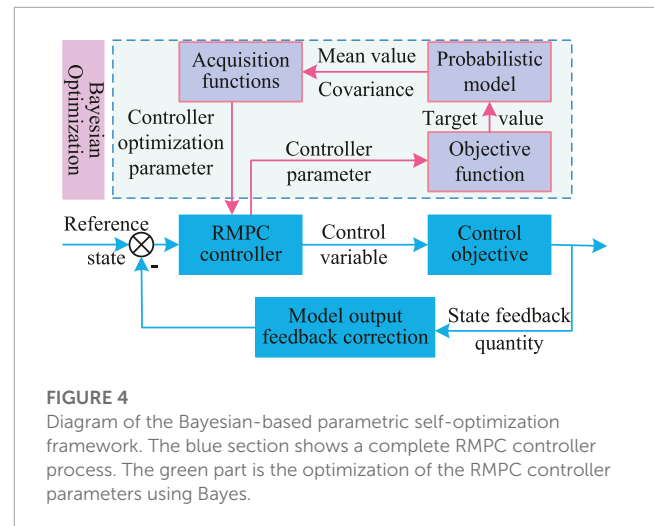 Bayesian
Optimization
Acquisition
functions
Mean value
Covariance
Probabilistic
model
Controller
optimization
parameter
Controller
parameter
Target value
Objective
function
Reference
state
-
RMPC
controller
Control
variable
Control
objective
Model output
feedback correction
State feedback
quantity
FIGURE 4
Diagram of the Bayesian-based parametric self-optimization
framework. The blue section shows a complete RMPC controller
process. The green part is the optimization of the RMPC controller
parameters using Bayes.